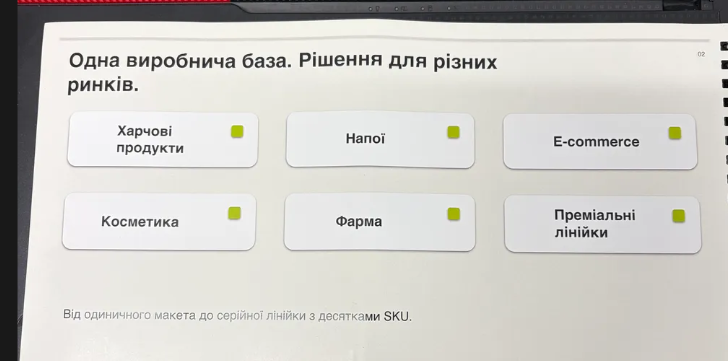 Одна виробнича база. Рішення для різних
ринків.
02
Харчові
продукти
Напої
E-commerce
Косметика
Фарма
Преміальні
лінійки
Від одиничного макета до серійної лінійки з десятками SKU.